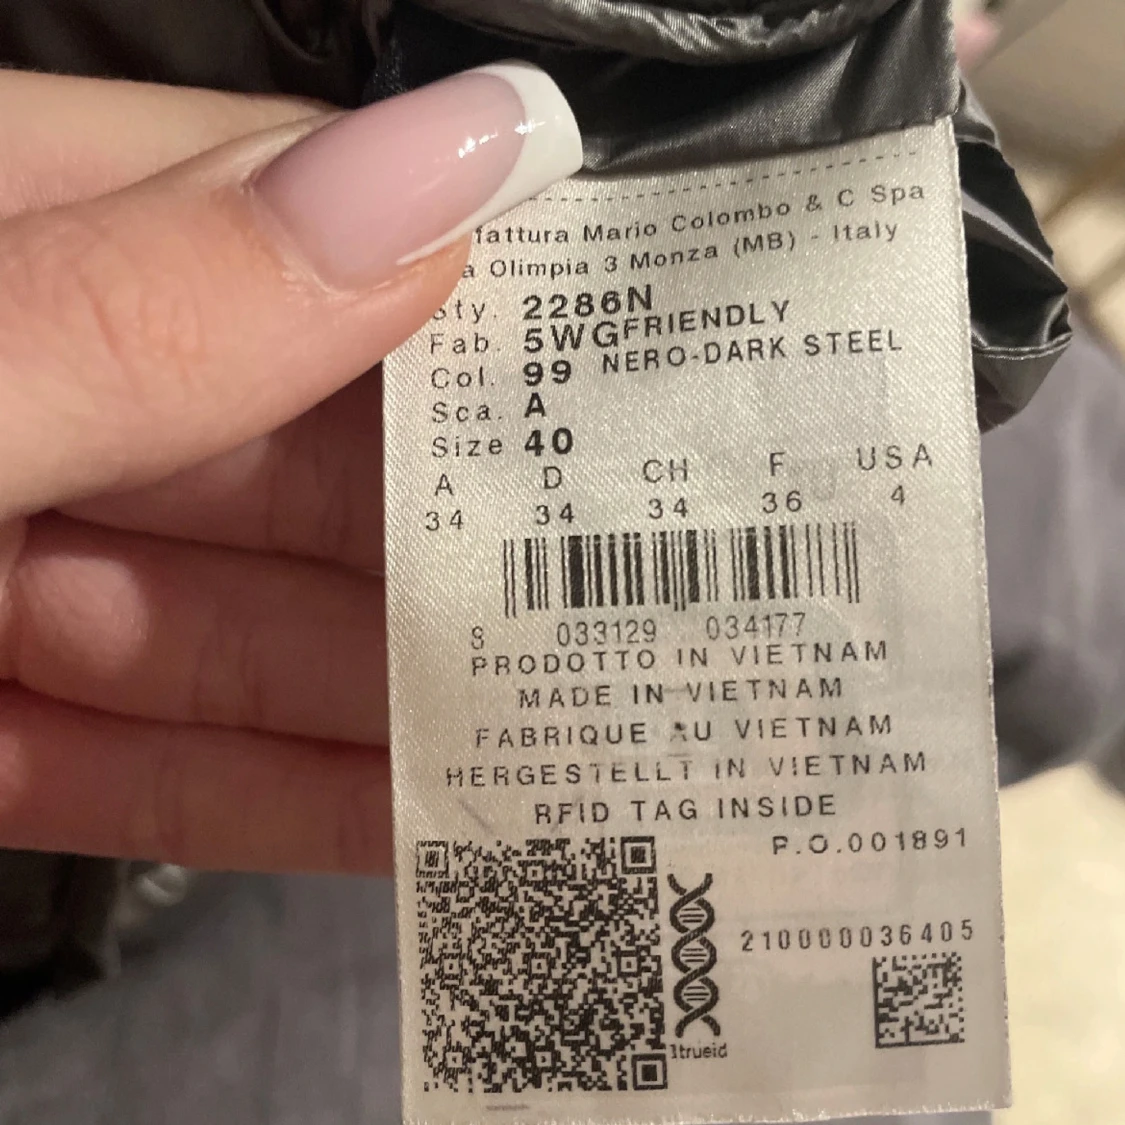 fattura Mario Colombo & C Spa
a Olimpia 3 Monza (MB) - Italy
Sty. 2286N
Fab. 5WG FRIENDLY
Col. 99 NERO-DARK STEEL
Sca. A
Size 40
A D CH F USA
34 34 34 36 4
8 033129 034177
PRODOTTO IN VIETNAM
MADE IN VIETNAM
FABRIQUE AU VIETNAM
HERGESTELLT IN VIETNAM
RFID TAG INSIDE
P.O.001891
210000036405
1trueid